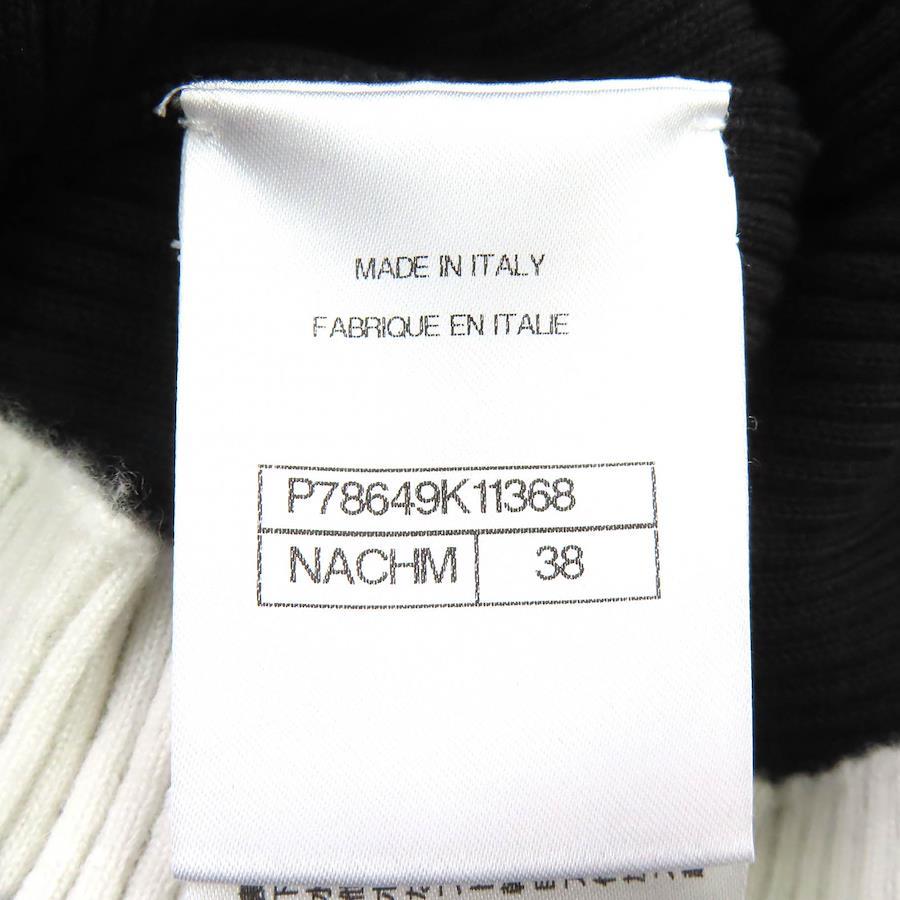 MADE IN ITALY
FABRIQUE EN ITALIE
P78649K11368
NACHM 38